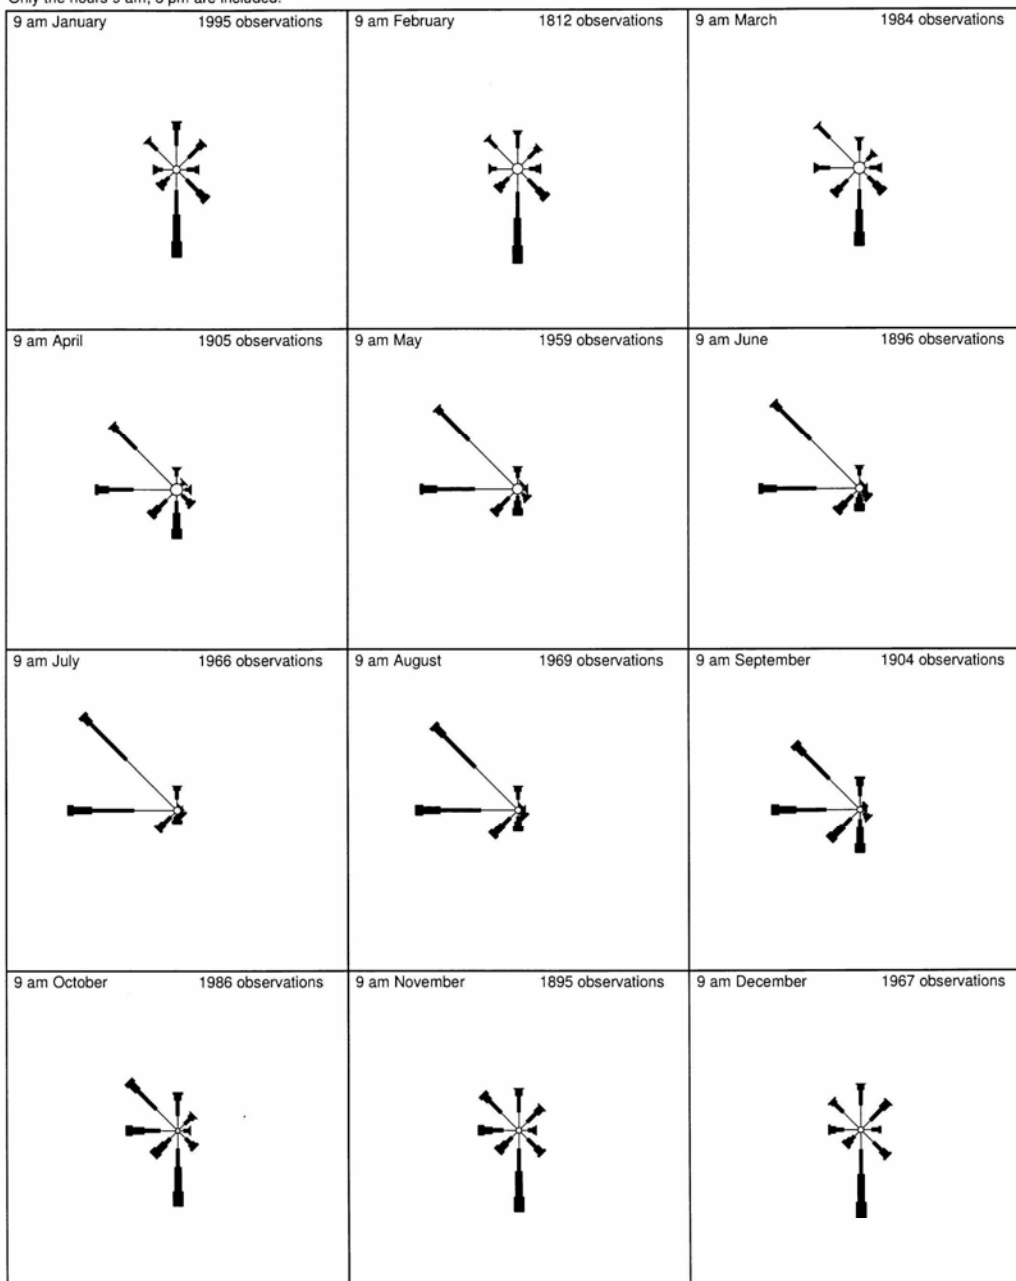 Only the hours 9 am, 3 pm are included.
9 am January 1995 observations
9 am February 1812 observations
9 am March 1984 observations
9 am April 1905 observations
9 am May 1959 observations
9 am June 1896 observations
9 am July 1966 observations
9 am August 1969 observations
9 am September 1904 observations
9 am October 1986 observations
9 am November 1895 observations
9 am December 1967 observations